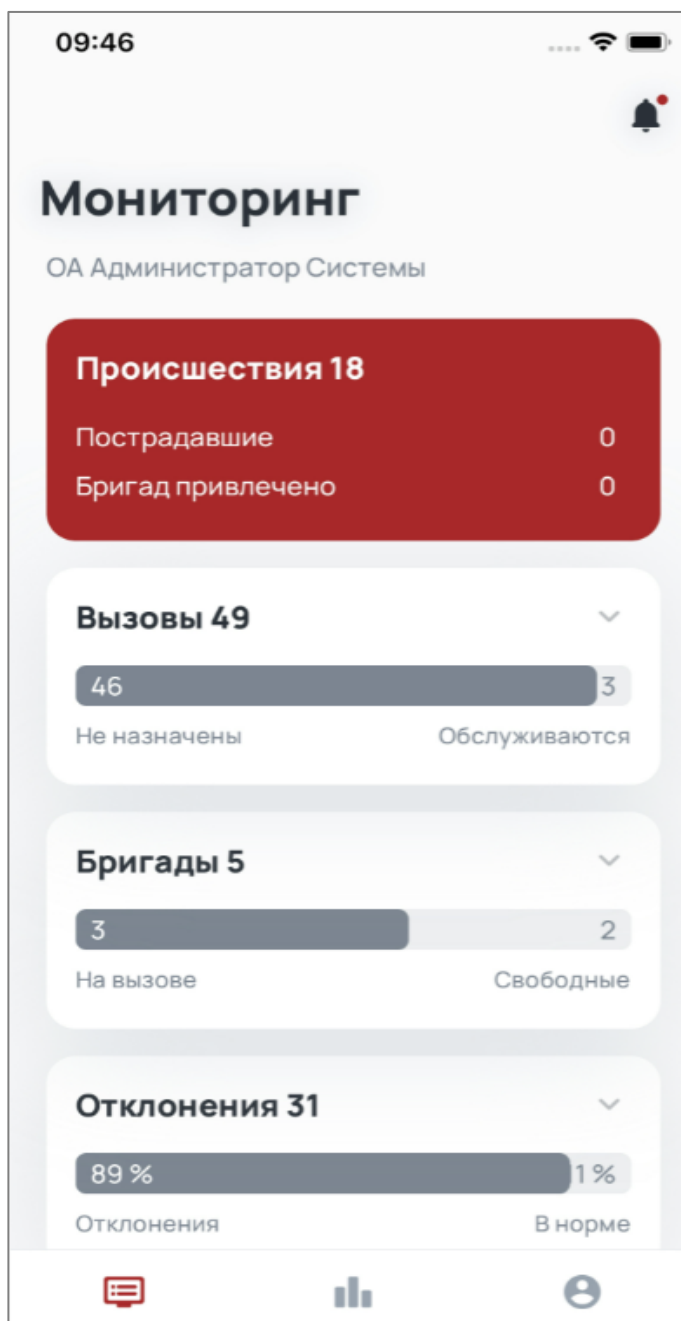 09:46
Мониторинг
ОА Администратор Системы
Происшествия 18
Пострадавшие 0
Бригад привлечено 0
Вызовы 49
46 3
Не назначены Обслуживаются
Бригады 5
3 2
На вызове Свободные
Отклонения 31
89 % 1 %
Отклонения В норме